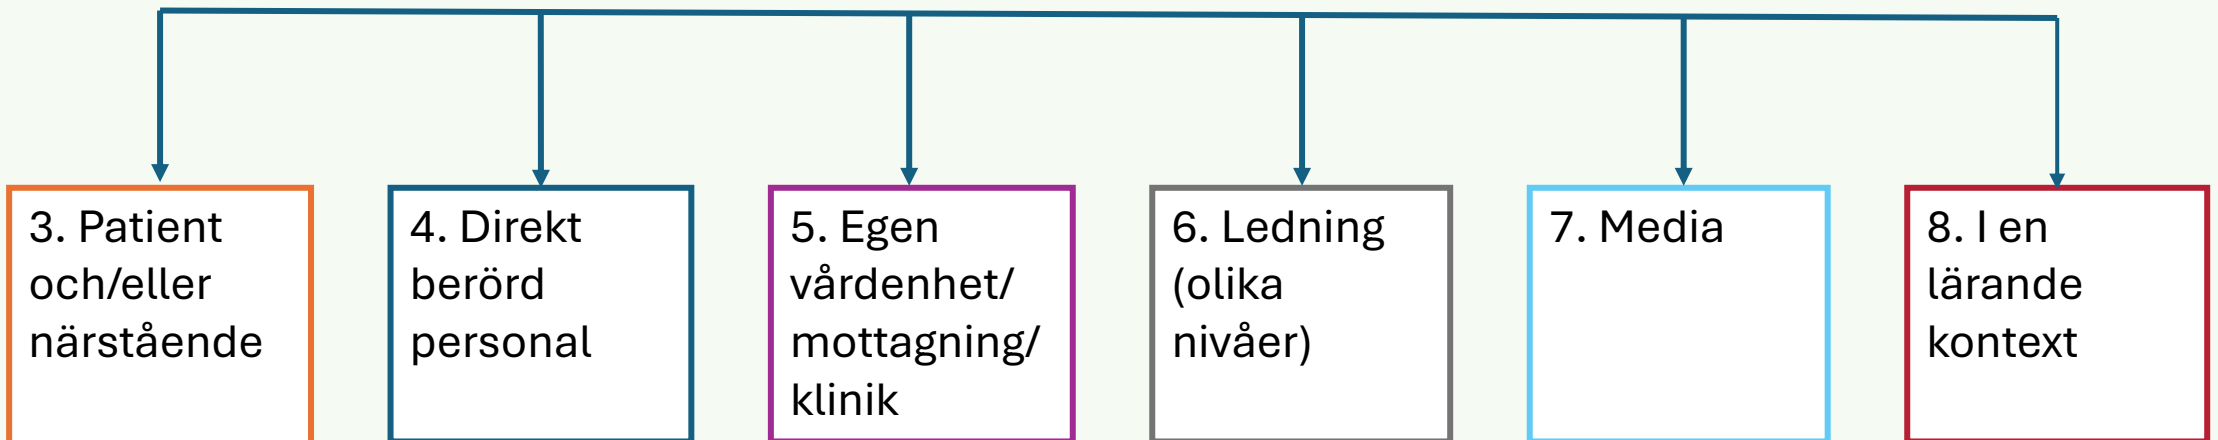 3. Patient
och/eller
närstående
4. Direkt
berörd
personal
5. Egen
vårdenhet/
mottagning/
klinik
6. Ledning
(olika
nivåer)
7. Media
8. I en
lärande
kontext